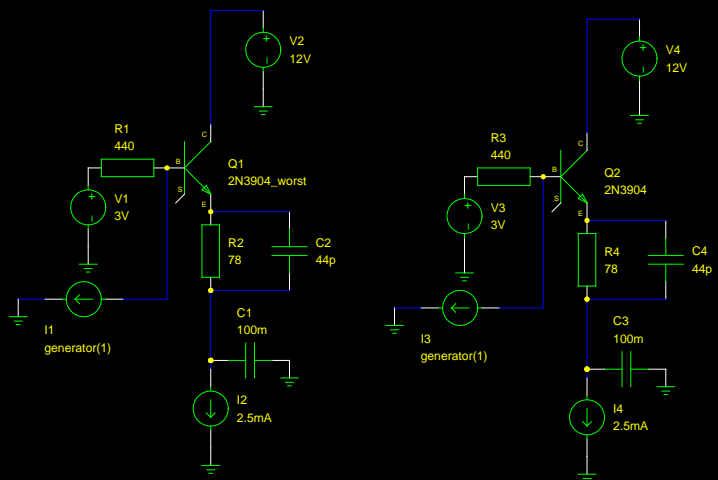 V2
12V
R1
440
C
B
Q1
2N3904_worst
S
E
V1
3V
R2
78
C2
44p
I1
generator(1)
C1
100m
I2
2.5mA
V4
12V
R3
440
C
B
Q2
2N3904
S
E
V3
3V
R4
78
C4
44p
I3
generator(1)
C3
100m
I4
2.5mA